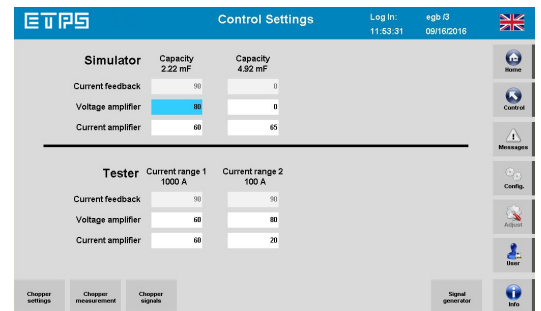 ETPS
Control Settings
Log In: egb /3
11:53:31 09/16/2016
Simulator Capacity Capacity
2.22 mF 4.92 mF
Current feedback 90 0
Voltage amplifier 80 0
Current amplifier 60 65
Tester Current range 1 Current range 2
1000 A 100 A
Current feedback 90 90
Voltage amplifier 60 80
Current amplifier 60 20
Home
Control
Messages
Config.
Adjust
User
Info
Chopper settings
Chopper measurement
Chopper signals
Signal generator